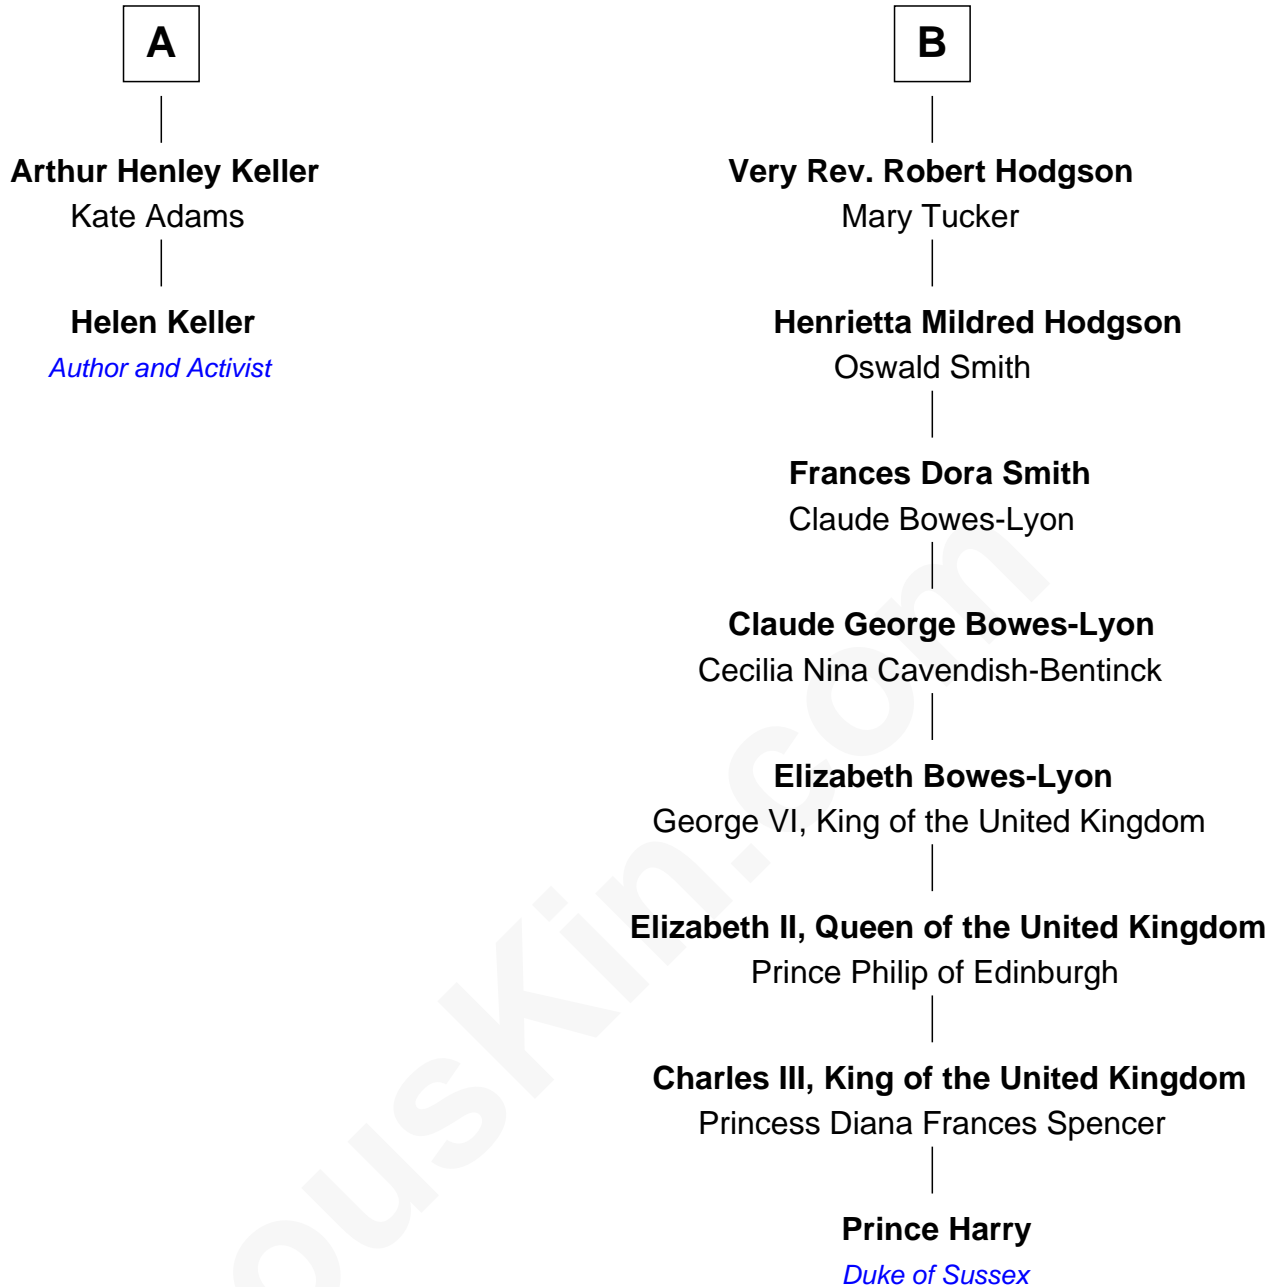 A
Arthur Henley Keller
Kate Adams
Helen Keller
Author and Activist
B
Very Rev. Robert Hodgson
Mary Tucker
Henrietta Mildred Hodgson
Oswald Smith
Frances Dora Smith
Claude Bowes-Lyon
Claude George Bowes-Lyon
Cecilia Nina Cavendish-Bentinck
Elizabeth Bowes-Lyon
George VI, King of the United Kingdom
Elizabeth II, Queen of the United Kingdom
Prince Philip of Edinburgh
Charles III, King of the United Kingdom
Princess Diana Frances Spencer
Prince Harry
Duke of Sussex
ousKin.com